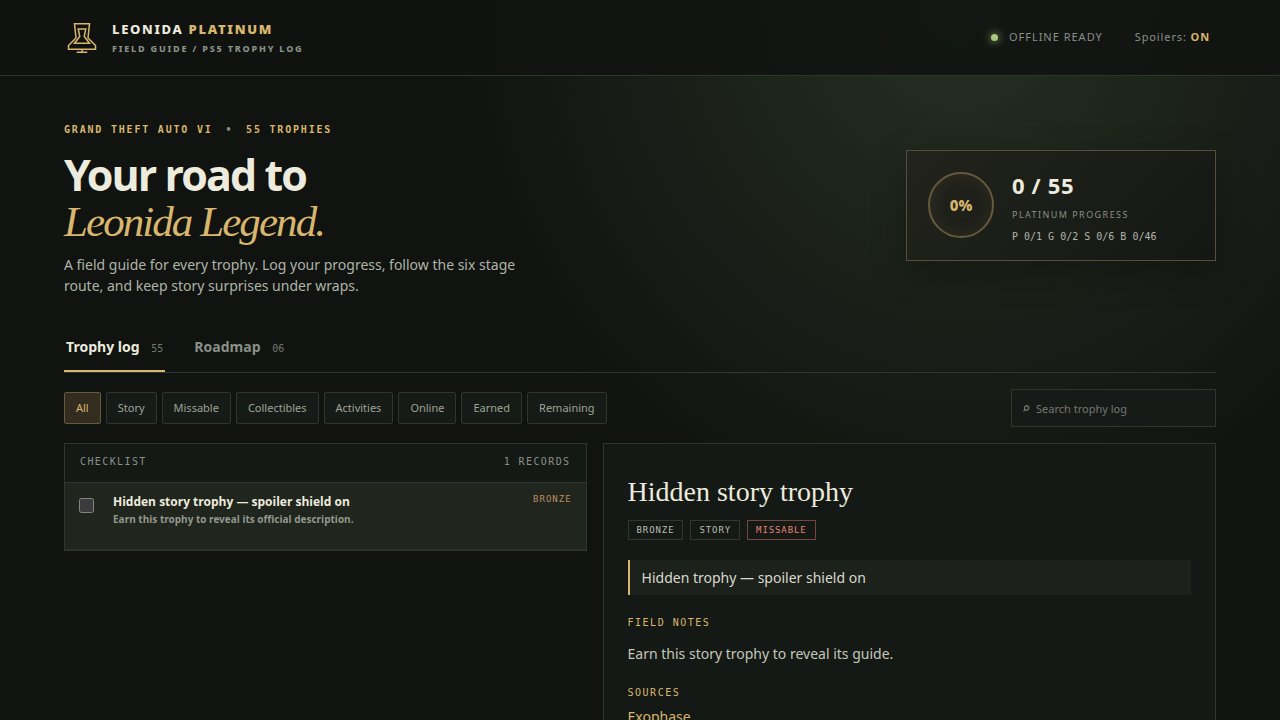 LEONIDA PLATINUM
FIELD GUIDE / PS5 TROPHY LOG
OFFLINE READY
Spoilers: ON
GRAND THEFT AUTO VI • 55 TROPHIES
Your road to
Leonida Legend.
A field guide for every trophy. Log your progress, follow the six stage
route, and keep story surprises under wraps.
0%
0 / 55
PLATINUM PROGRESS
P 0/1 G 0/2 S 0/6 B 0/46
Trophy log 55
Roadmap 06
All
Story
Missable
Collectibles
Activities
Online
Earned
Remaining
Search trophy log
CHECKLIST
1 RECORDS
Hidden story trophy — spoiler shield on
BRONZE
Earn this trophy to reveal its official description.
Hidden story trophy
BRONZE
STORY
MISSABLE
Hidden trophy — spoiler shield on
FIELD NOTES
Earn this story trophy to reveal its guide.
SOURCES
Exophase